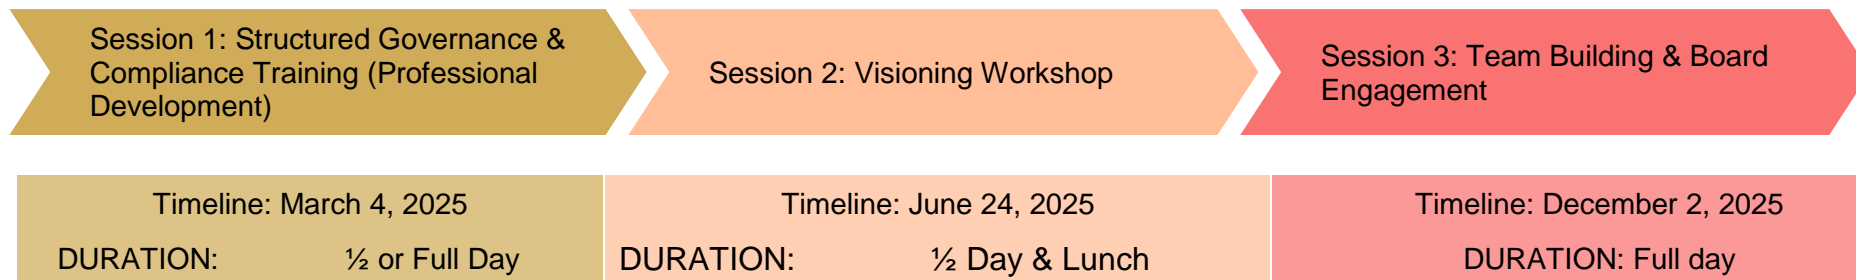 Session 1: Structured Governance &
Compliance Training (Professional
Development)
Session 2: Visioning Workshop
Session 3: Team Building & Board
Engagement
Timeline: March 4, 2025
DURATION: ½ or Full Day
Timeline: June 24, 2025
DURATION: ½ Day & Lunch
Timeline: December 2, 2025
DURATION: Full day